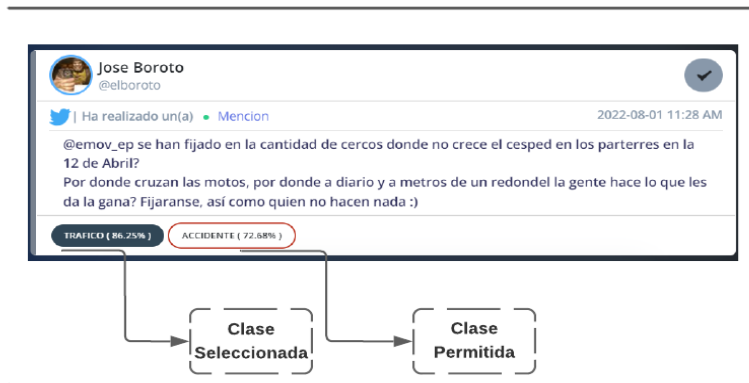 Jose Boroto
@elboroto
| Ha realizado un(a) • Mencion
2022-08-01 11:28 AM
@emov_ep se han fijado en la cantidad de cercos donde no crece el cesped en los parterres en la
12 de Abril?
Por donde cruzan las motos, por donde a diario y a metros de un redondel la gente hace lo que les
da la gana? Fijaranse, así como quien no hacen nada :)
TRAFICO ( 86.25% )
ACCIDENTE ( 72.68% )
Clase
Seleccionada
Clase
Permitida